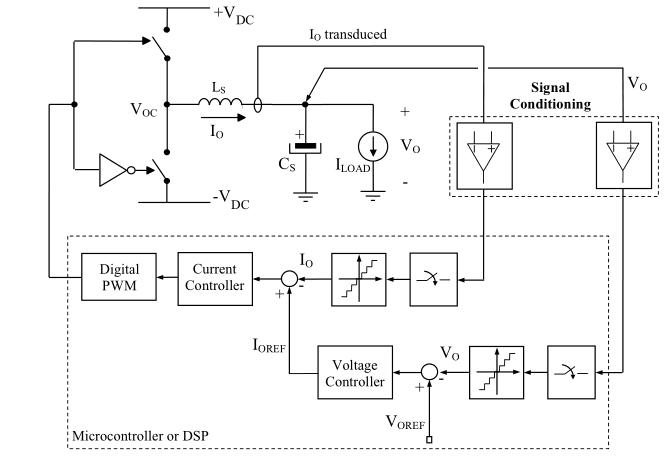 +VDC
IO transduced
LS
VO
Signal
Conditioning
VOC
IO
+
+
VO
CS
ILOAD
-
+
+
-VDC
Digital
PWM
Current
Controller
IO
+
-
IOREF
Voltage
Controller
VO
+
-
VOREF
Microcontroller or DSP